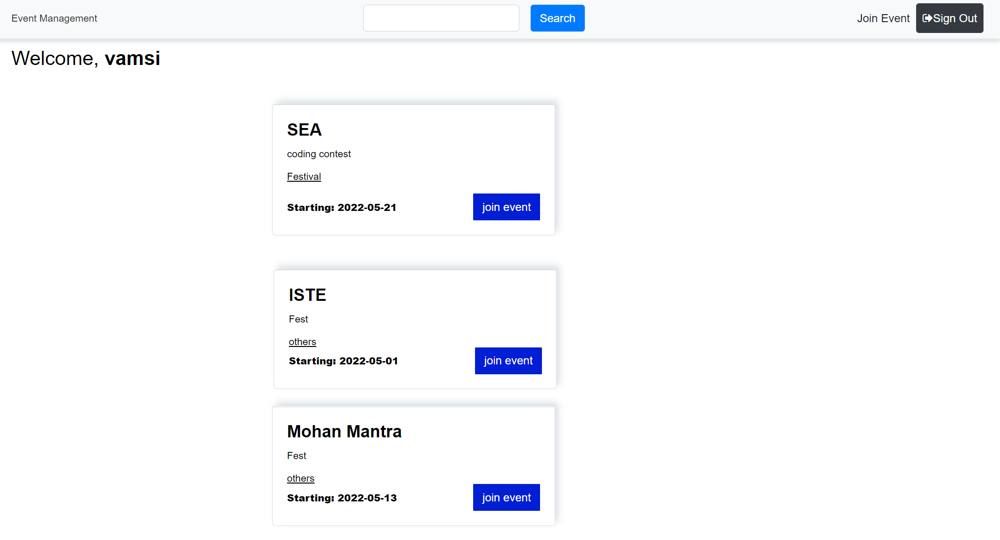 Event Management
Search
Join Event
Sign Out
Welcome, vamsi
SEA
coding contest
Festival
Starting: 2022-05-21
join event
ISTE
Fest
others
Starting: 2022-05-01
join event
Mohan Mantra
Fest
others
Starting: 2022-05-13
join event